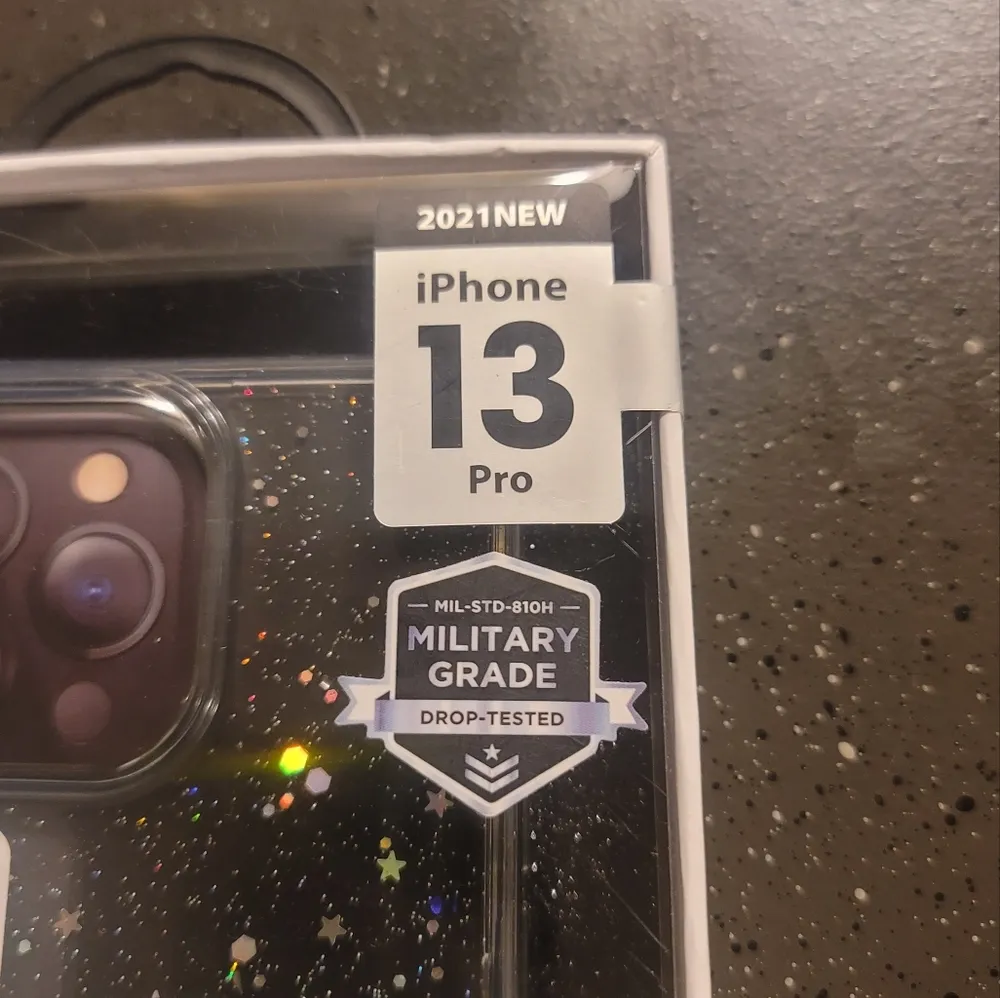 2021NEW
iPhone
13
Pro
MIL-STD-810H
MILITARY
GRADE
DROP-TESTED